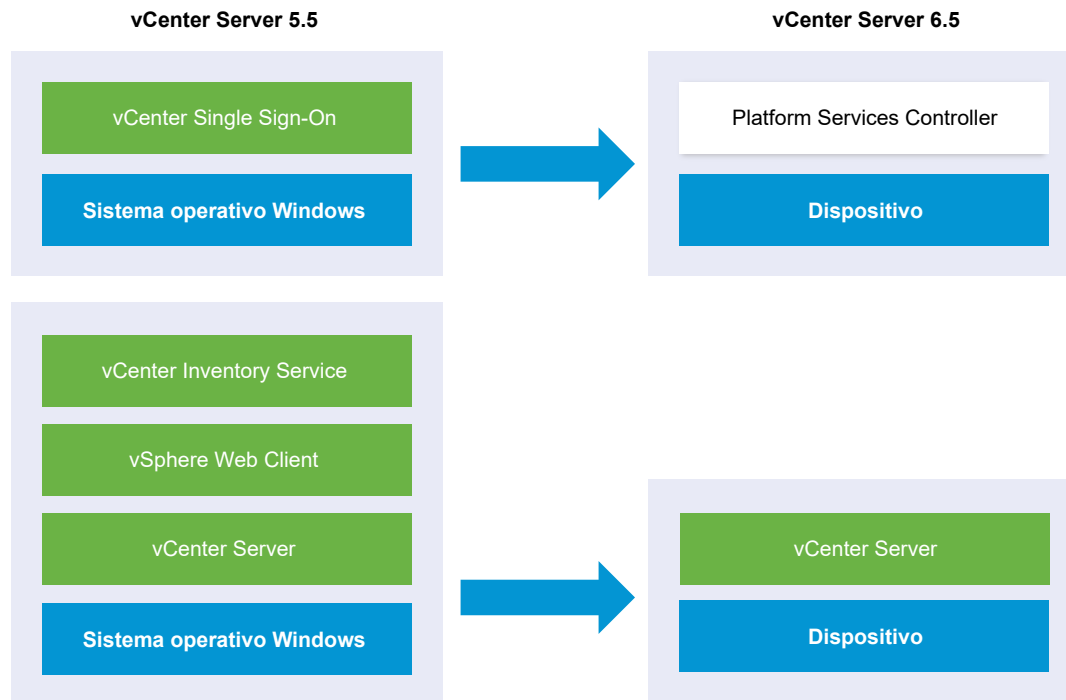 vCenter Server 5.5
vCenter Server 6.5
vCenter Single Sign-On
Platform Services Controller
Sistema operativo Windows
Dispositivo
vCenter Inventory Service
vSphere Web Client
vCenter Server
vCenter Server
Sistema operativo Windows
Dispositivo